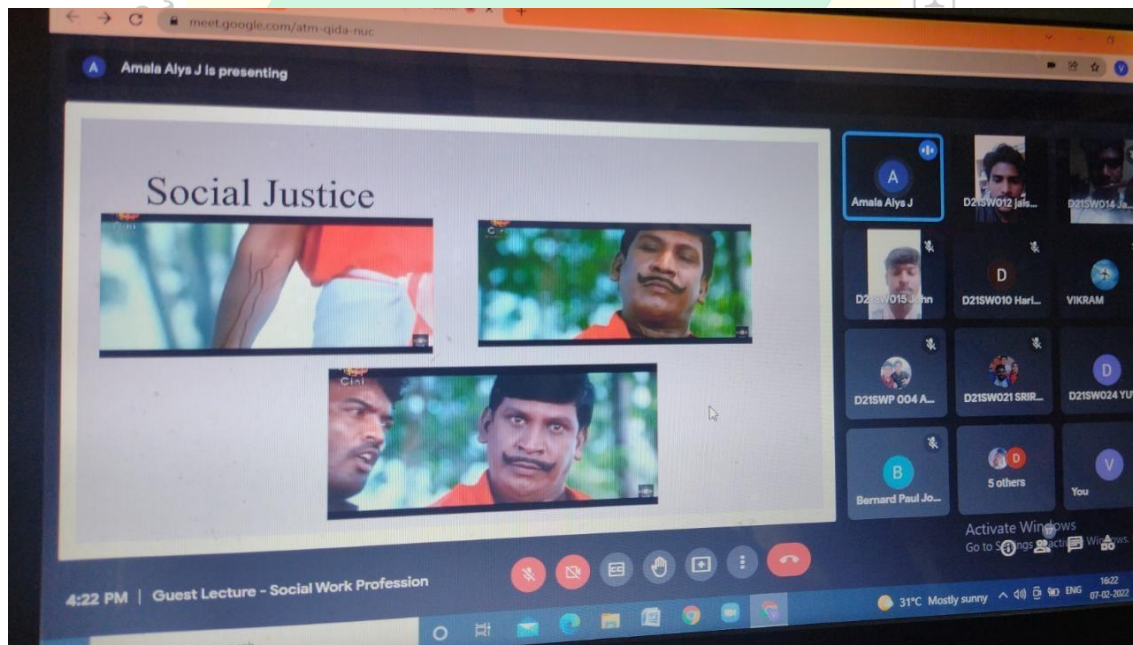 meet.google.com/atm-qida-nuc
A
Amala Alys J is presenting
V
Social Justice
Cini
A
Amala Alys J
D21SW012 Jais...
D21SW014 Ja...
D21SW015 John
D
D21SW010 Hari...
VIKRAM
D21SWP 004 A...
D21SW021 SRIR...
D
D21SW024 YU
B
Bernard Paul Jo...
D
5 others
V
You
Activate Windows
Go to Settings Windows.
4:22 PM | Guest Lecture - Social Work Profession
CC
31°C Mostly sunny
ENG
16:22
07-02-2022